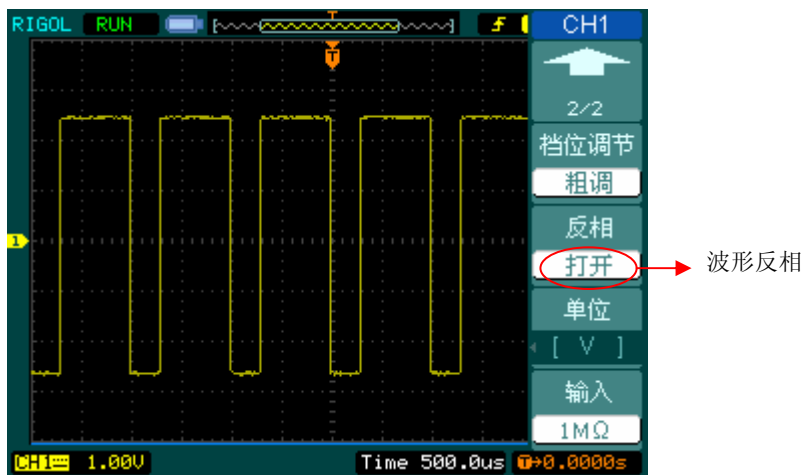 RIGOL RUN T CH1
T
2/2
档位调节
粗调
反相
1
打开
波形反相
单位
[ V ]
输入
1MΩ
CH1 1.00V Time 500.0us T→0.0000s